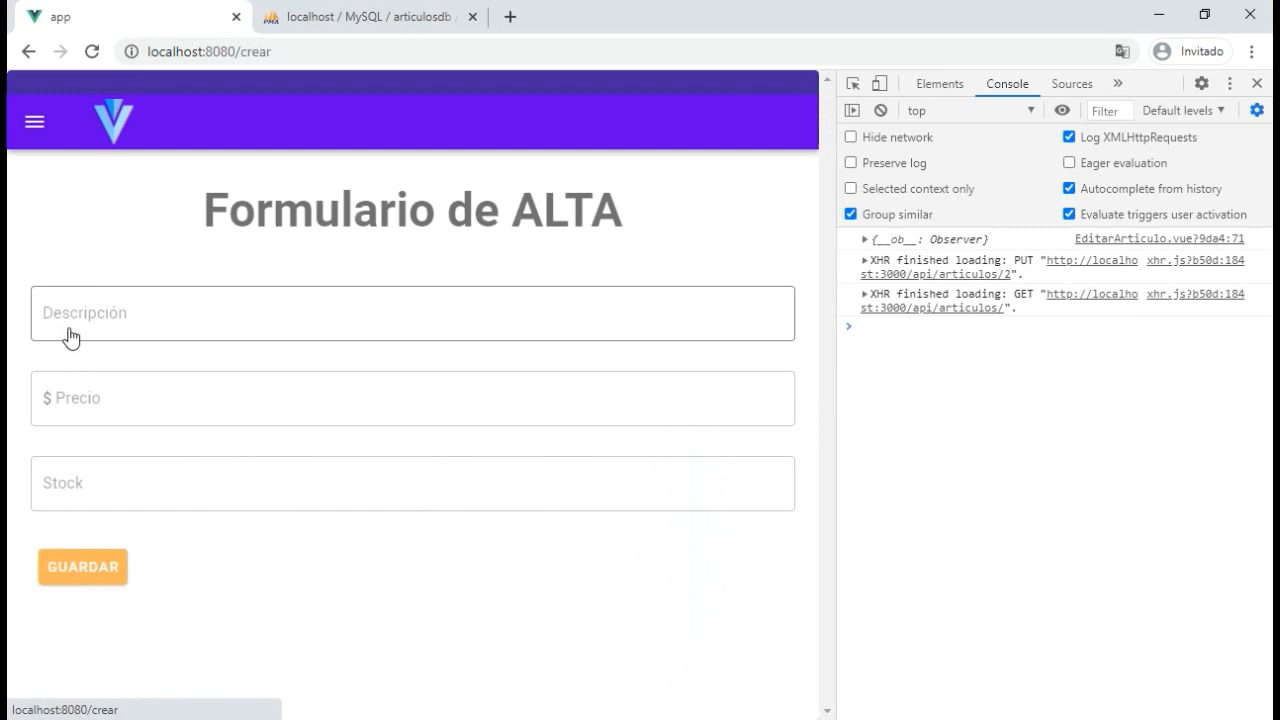 app
localhost / MySQL / articulosdb
localhost:8080/crear
Invitado
Elements Console Sources
top Filter Default levels
Hide network Log XMLHttpRequests
Preserve log Eager evaluation
Selected context only Autocomplete from history
Group similar Evaluate triggers user activation
{__ob__: Observer} EditarArticulo.vue?9da4:71
XHR finished loading: PUT "http://localho xhr.js?b50d:184
st:3000/api/articulos/2".
XHR finished loading: GET "http://localho xhr.js?b50d:184
st:3000/api/articulos/".
Formulario de ALTA
Descripción
$ Precio
Stock
GUARDAR
localhost:8080/crear